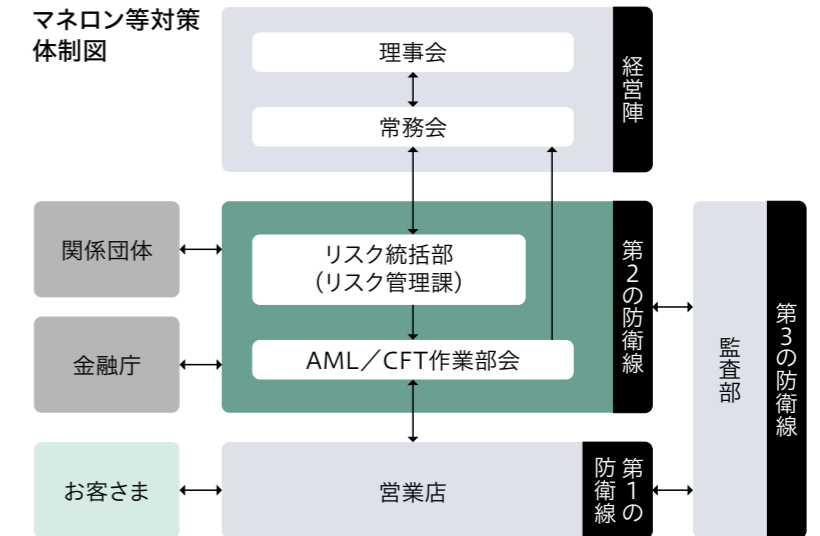 マネロン等対策
体制図
理事会
常務会
経営陣
関係団体
金融庁
リスク統括部
(リスク管理課)
AML／CFT作業部会
第2の防衛線
監査部
第3の防衛線
お客さま
営業店
第1の
防衛線